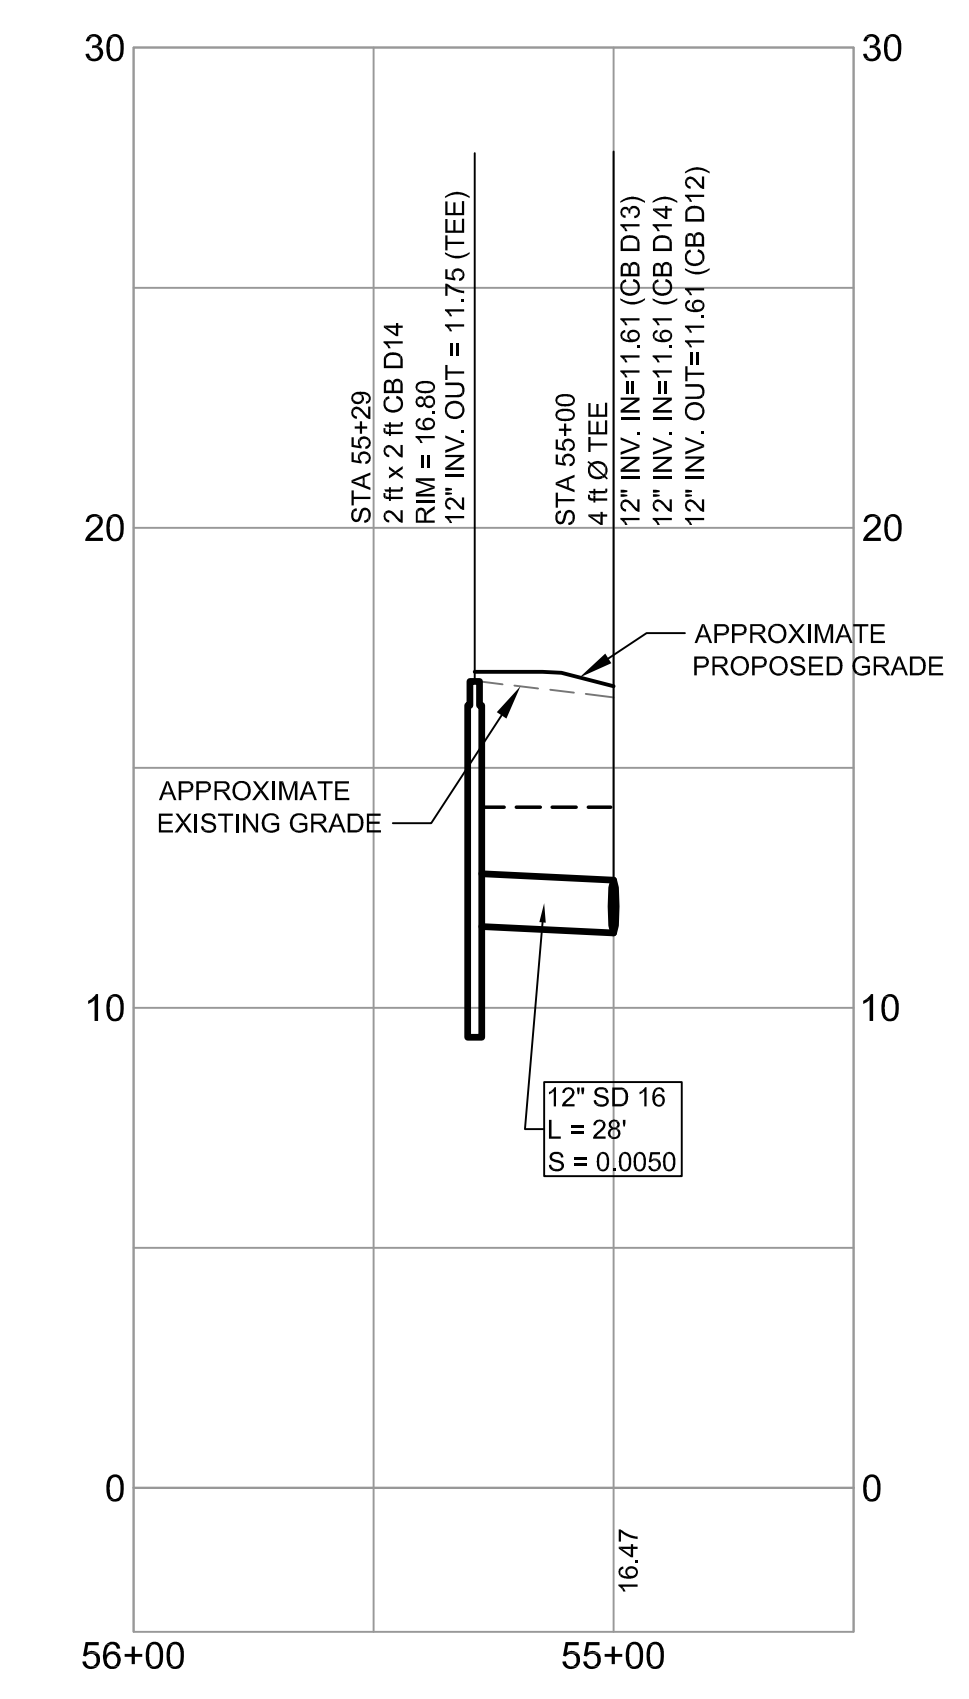 30
30
STA 55+29
2 ft x 2 ft CB D14
RIM = 16.80
12" INV. OUT = 11.75 (TEE)
STA 55+00
4 ft Ø TEE
12" INV. IN=11.61 (CB D13)
12" INV. IN=11.61 (CB D14)
12" INV. OUT=11.61 (CB D12)
20
20
APPROXIMATE
PROPOSED GRADE
APPROXIMATE
EXISTING GRADE
10
10
12" SD 16
L = 28'
S = 0.0050
0
0
16.47
56+00
55+00